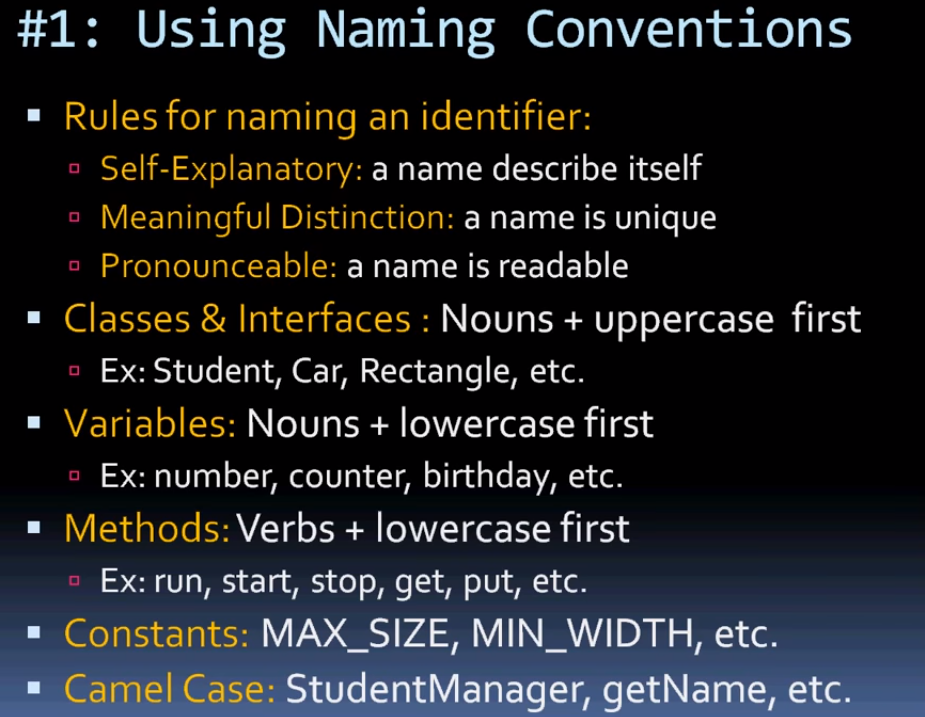 #1: Using Naming Conventions
Rules for naming an identifier:
Self-Explanatory: a name describe itself
Meaningful Distinction: a name is unique
Pronounceable: a name is readable
Classes & Interfaces : Nouns + uppercase first
Ex: Student, Car, Rectangle, etc.
Variables: Nouns + lowercase first
Ex: number, counter, birthday, etc.
Methods: Verbs + lowercase first
Ex: run, start, stop, get, put, etc.
Constants: MAX_SIZE, MIN_WIDTH, etc.
Camel Case: StudentManager, getName, etc.